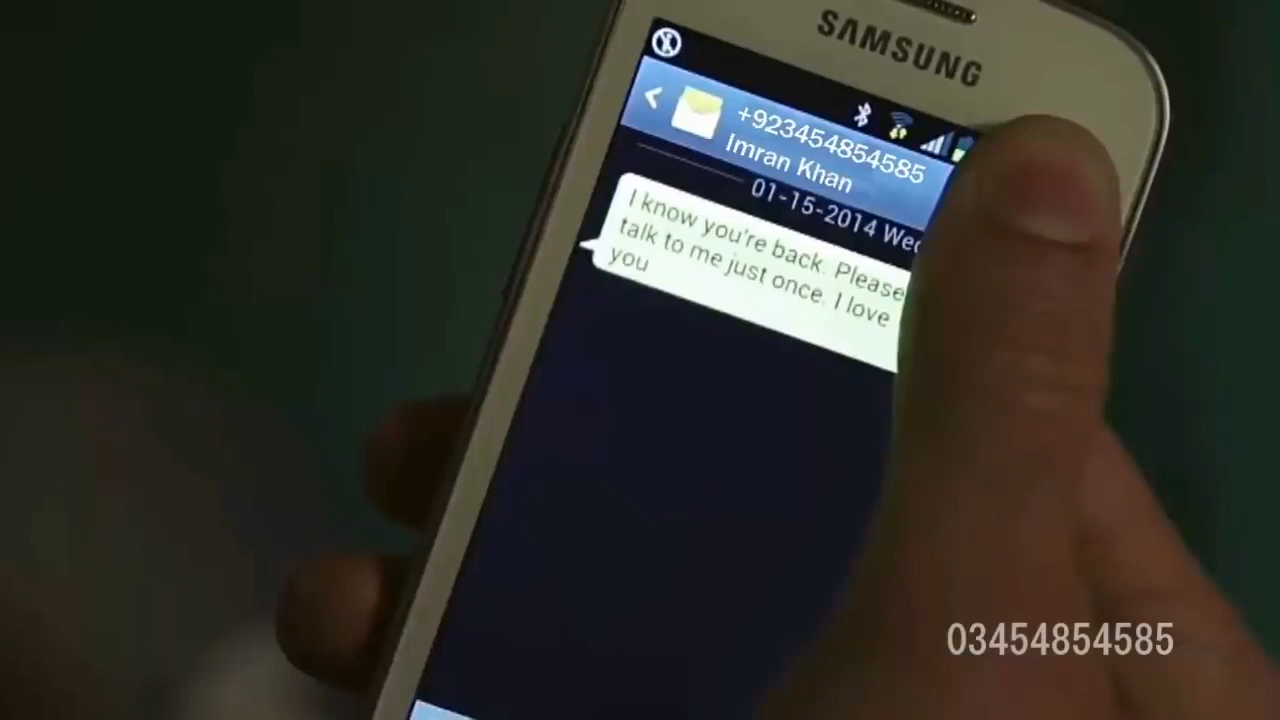 SAMSUNG
+923454854585
Imran Khan
01-15-2014 Wed
I know you're back. Please
talk to me just once. I love
you
03454854585